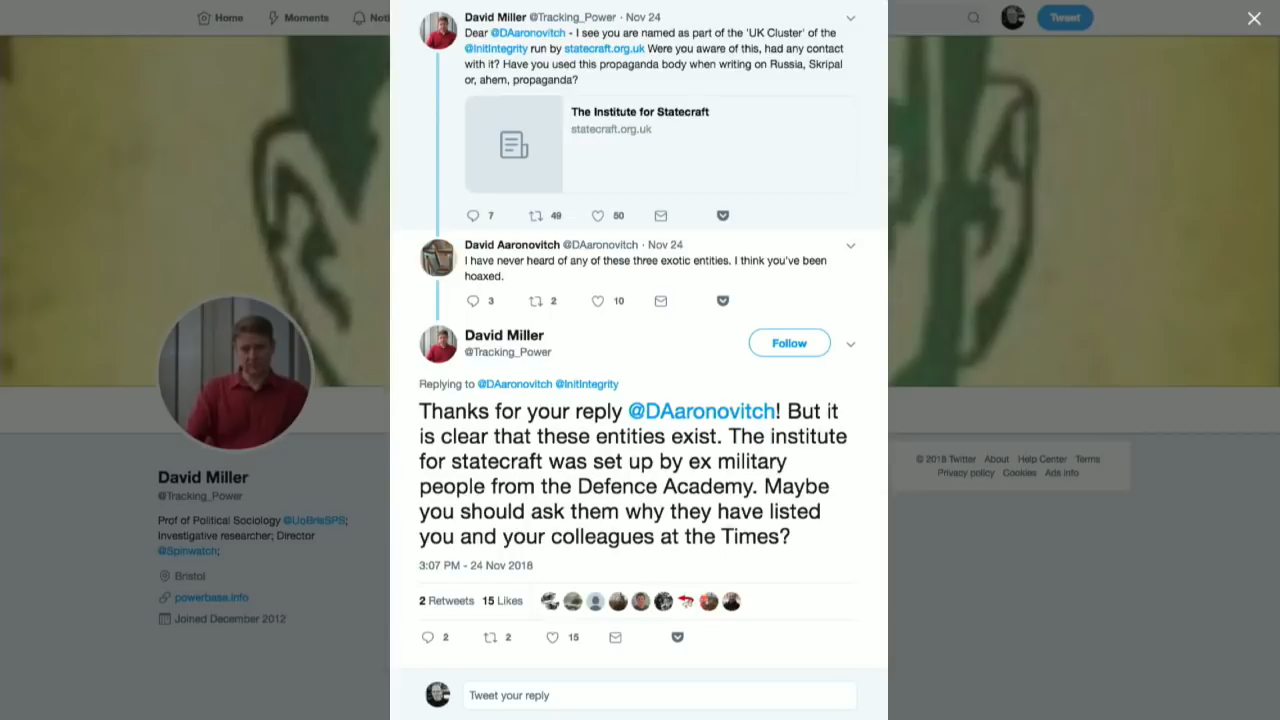 Home
Moments
Noti
Tweet
David Miller @Tracking_Power · Nov 24
Dear @DAaronovitch - I see you are named as part of the 'UK Cluster' of the
@InitIntegrity run by statecraft.org.uk Were you aware of this, had any contact
with it? Have you used this propaganda body when writing on Russia, Skripal
or, ahem, propaganda?
The Institute for Statecraft
statecraft.org.uk
7 49 50
David Aaronovitch @DAaronovitch · Nov 24
I have never heard of any of these three exotic entities. I think you've been
hoaxed.
3 2 10
David Miller
@Tracking_Power
Follow
Replying to @DAaronovitch @InitIntegrity
Thanks for your reply @DAaronovitch! But it
is clear that these entities exist. The institute
for statecraft was set up by ex military
people from the Defence Academy. Maybe
you should ask them why they have listed
you and your colleagues at the Times?
3:07 PM - 24 Nov 2018
2 Retweets 15 Likes
2 2 15
Tweet your reply
David Miller
@Tracking_Power
Prof of Political Sociology @UoBrisSPS;
Investigative researcher; Director
@Spinwatch;
Bristol
powerbase.info
Joined December 2012
© 2018 Twitter About Help Center Terms
Privacy policy Cookies Ads info